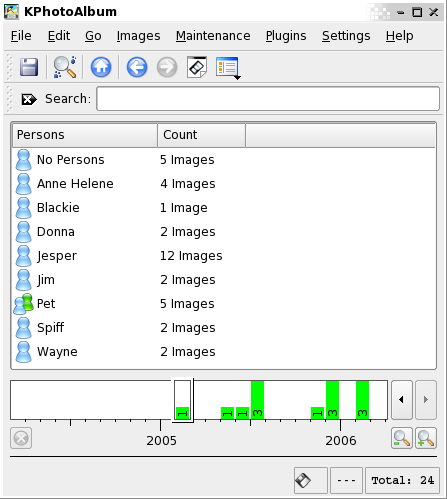 KPhotoAlbum
File Edit Go Images Maintenance Plugins Settings Help
Search:
Persons Count
No Persons 5 Images
Anne Helene 4 Images
Blackie 1 Image
Donna 2 Images
Jesper 12 Images
Jim 2 Images
Pet 5 Images
Spiff 2 Images
Wayne 2 Images
1 1 1 3 1 3 3
2005 2006
--- Total: 24